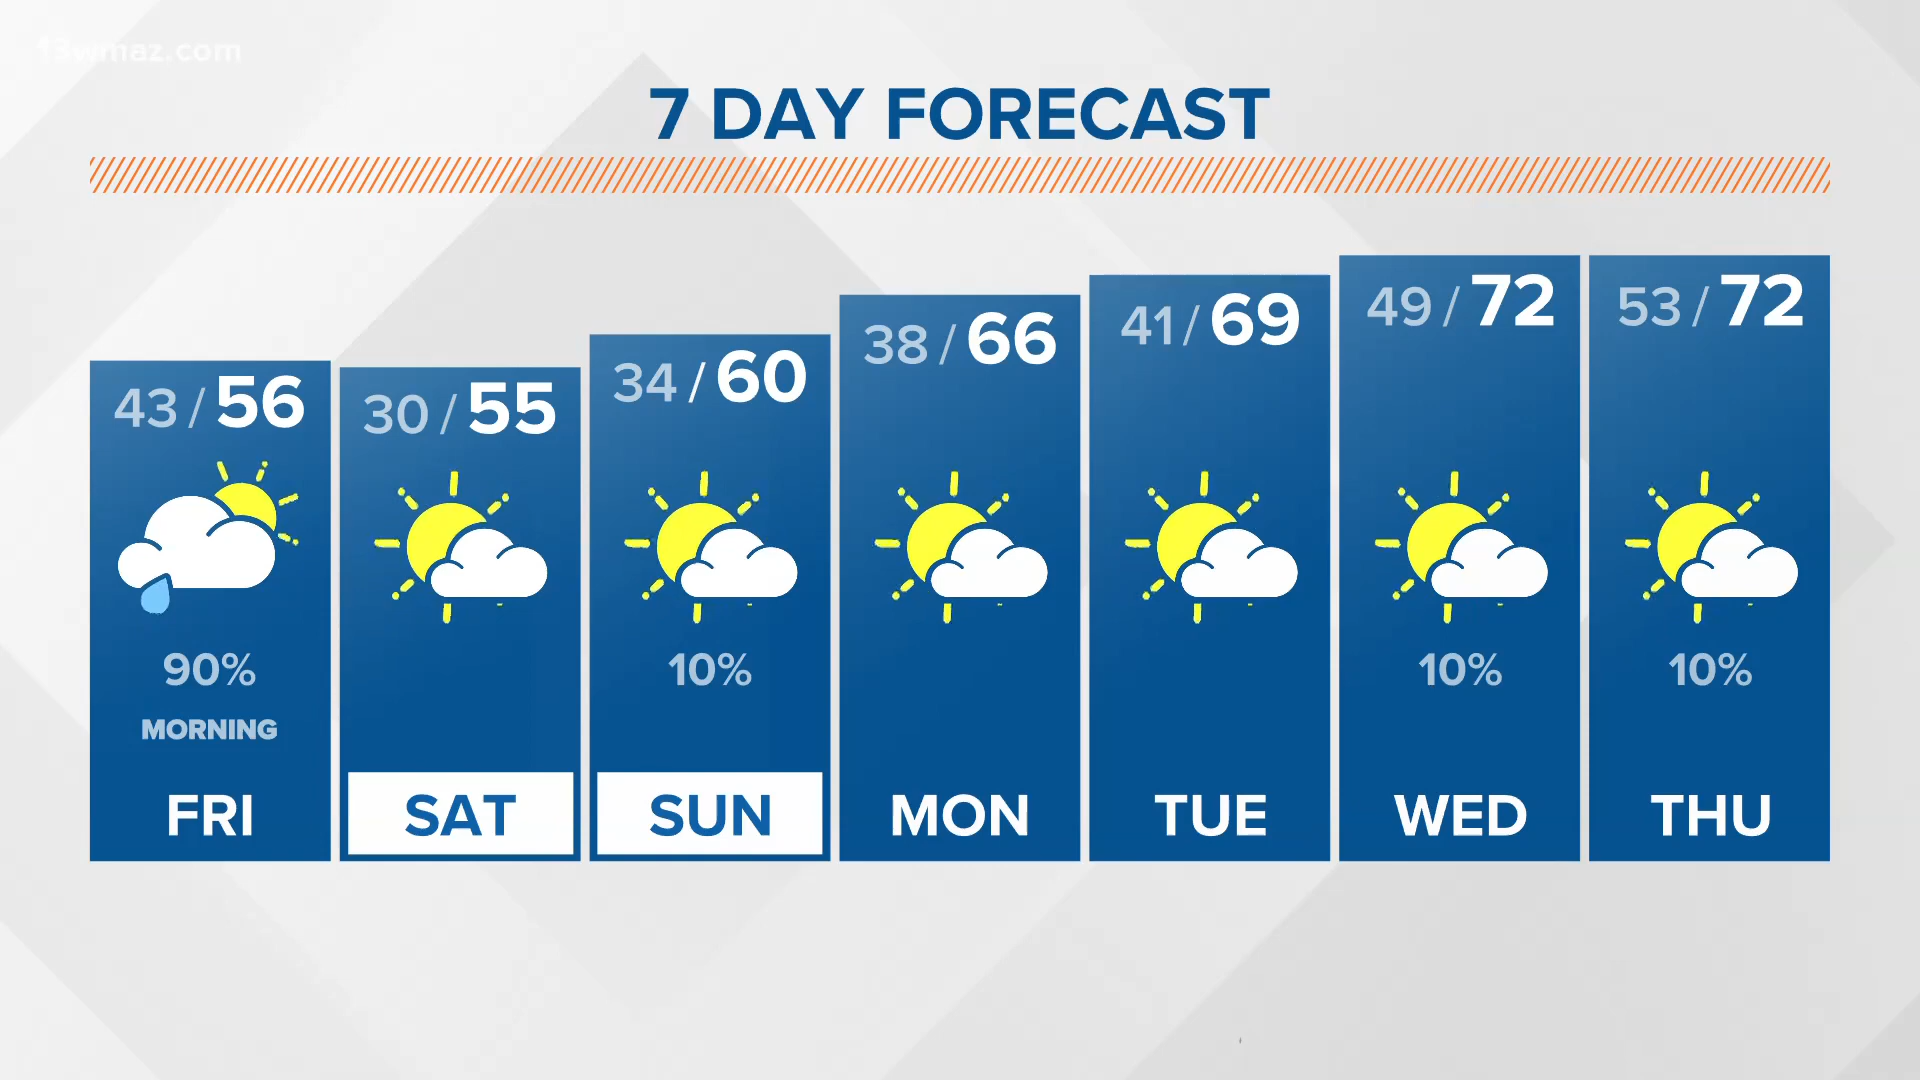 13wmaz.com
7 DAY FORECAST
43 / 56
30 / 55
34 / 60
38 / 66
41 / 69
49 / 72
53 / 72
90%
10%
10%
10%
MORNING
FRI
SAT
SUN
MON
TUE
WED
THU